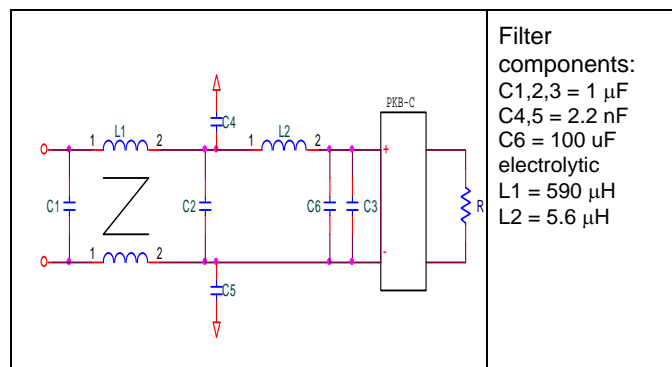 C4
L1
1
2
L2
1
2
C1
C2
C6
C3
PKB-C
+
-
R
1
2
C5
Filter
components:
C1,2,3 = 1 μF
C4,5 = 2.2 nF
C6 = 100 uF
electrolytic
L1 = 590 μH
L2 = 5.6 μH